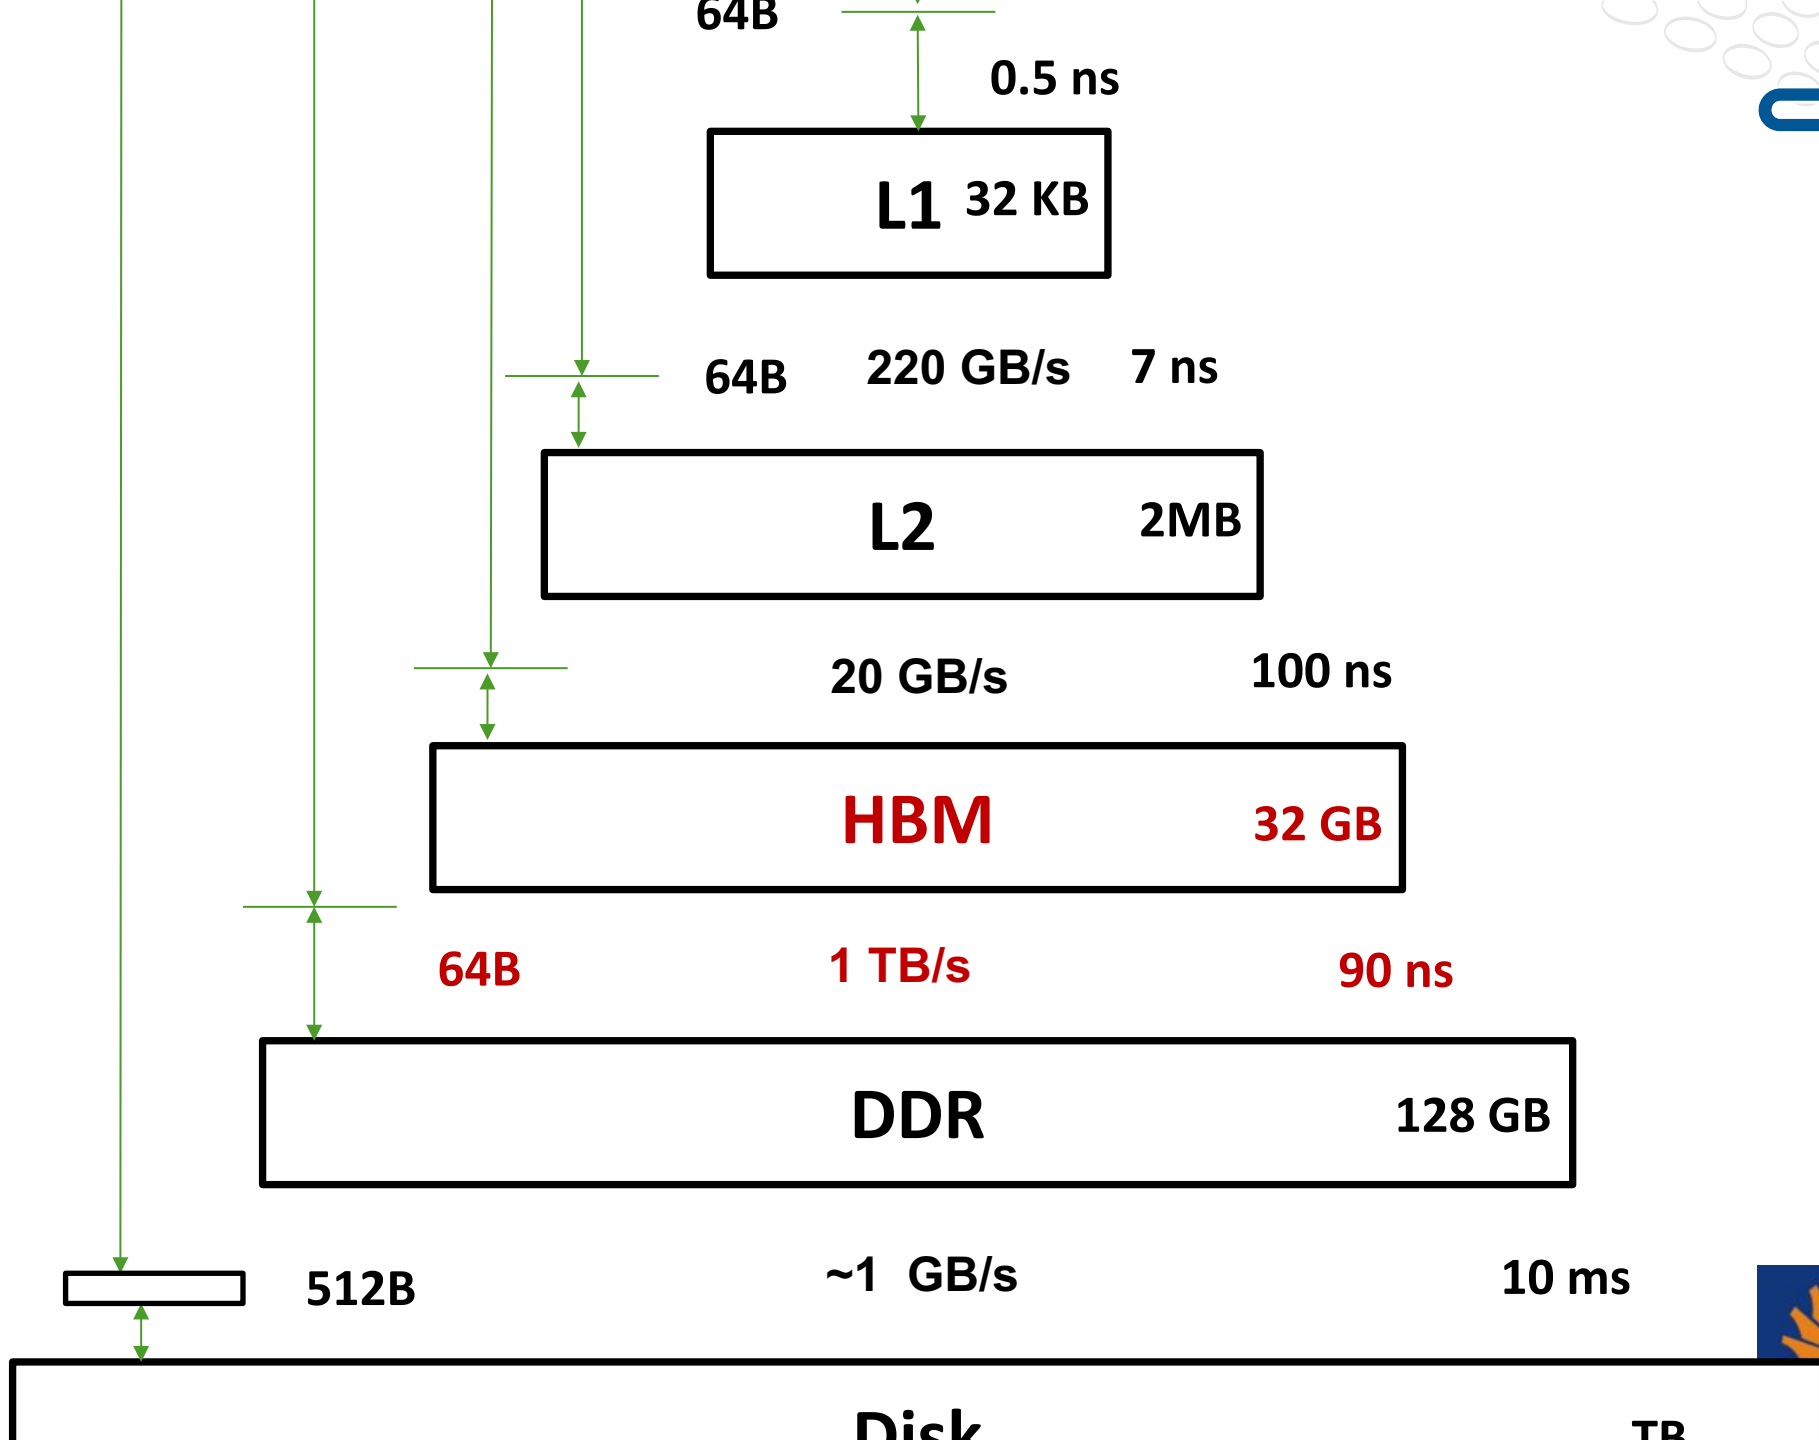 64B
0.5 ns
L1 32 KB
64B 220 GB/s 7 ns
L2 2MB
20 GB/s 100 ns
HBM 32 GB
64B 1 TB/s 90 ns
DDR 128 GB
512B ~1 GB/s 10 ms
Disk TB